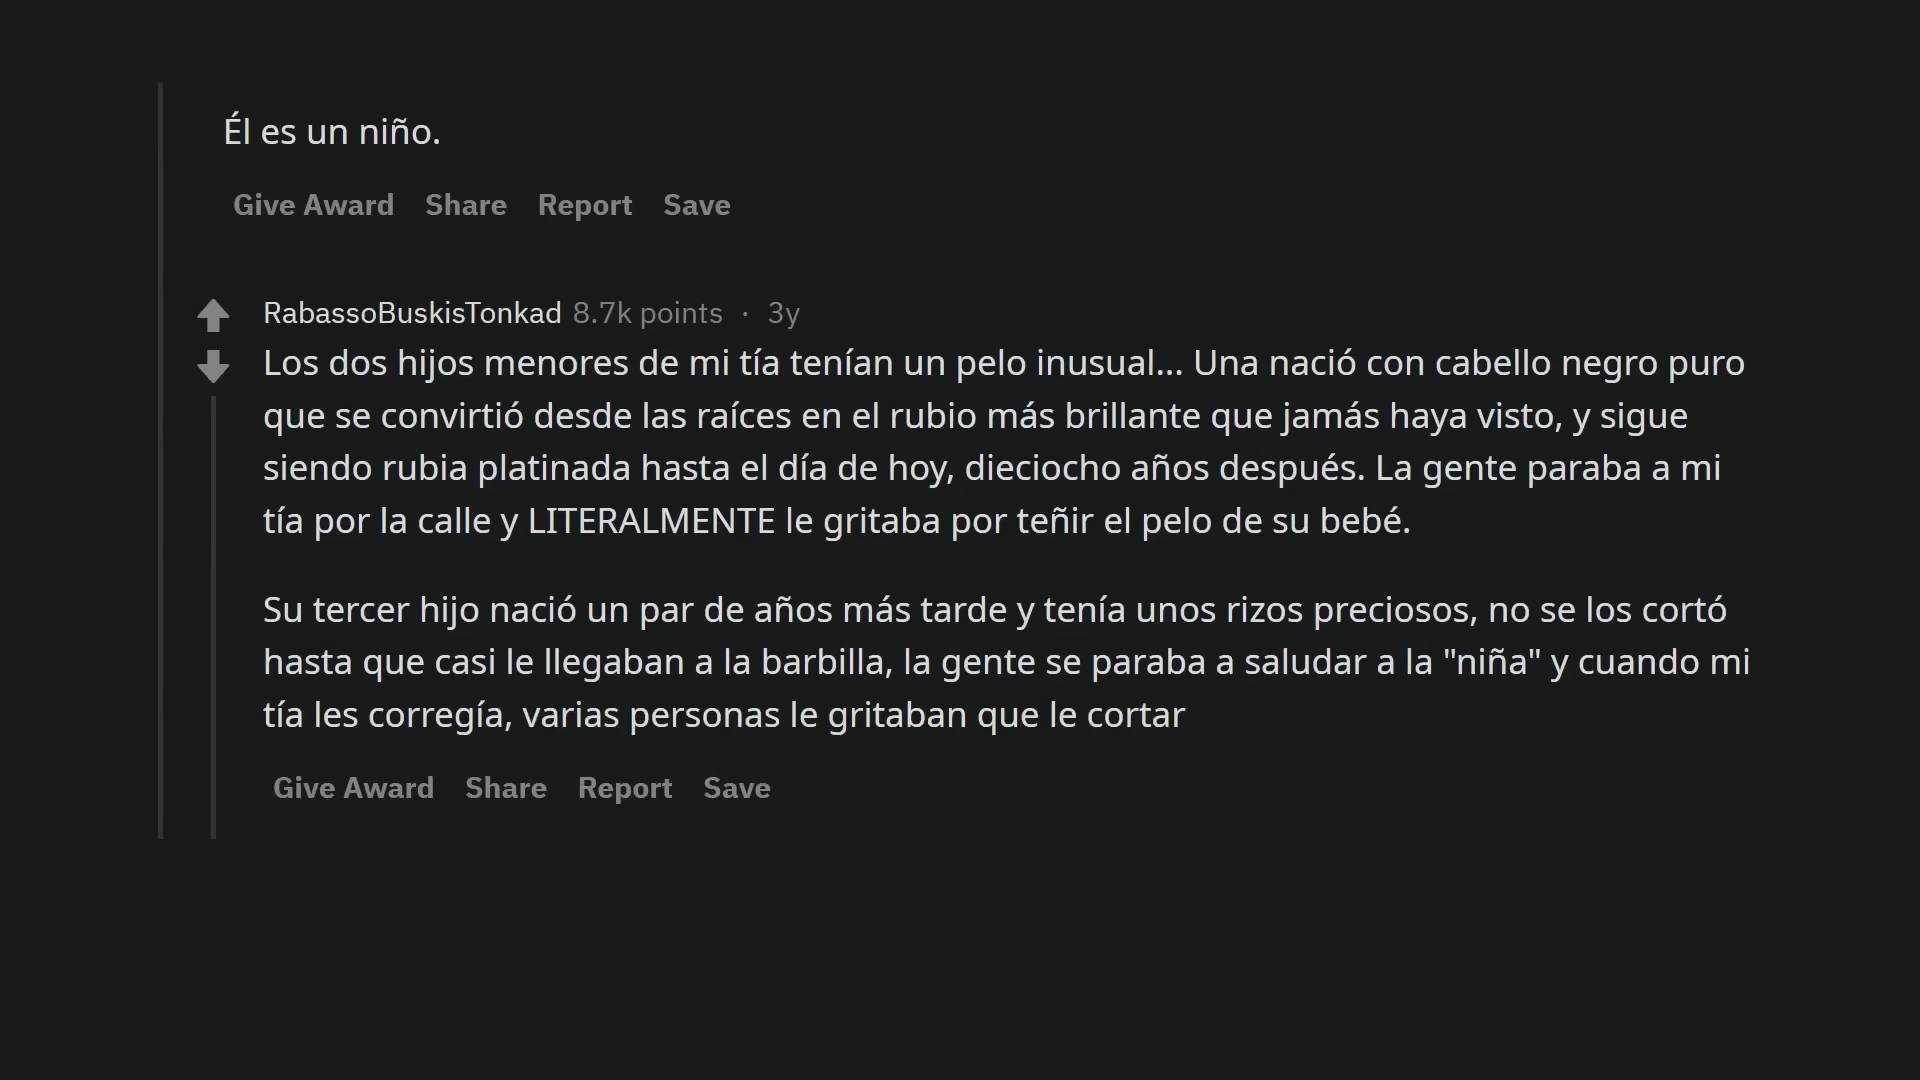 Él es un niño.
Give Award Share Report Save
RabassoBuskisTonkad 8.7k points · 3y
Los dos hijos menores de mi tía tenían un pelo inusual... Una nació con cabello negro puro
que se convirtió desde las raíces en el rubio más brillante que jamás haya visto, y sigue
siendo rubia platinada hasta el día de hoy, dieciocho años después. La gente paraba a mi
tía por la calle y LITERALMENTE le gritaba por teñir el pelo de su bebé.
Su tercer hijo nació un par de años más tarde y tenía unos rizos preciosos, no se los cortó
hasta que casi le llegaban a la barbilla, la gente se paraba a saludar a la "niña" y cuando mi
tía les corregía, varias personas le gritaban que le cortar
Give Award Share Report Save